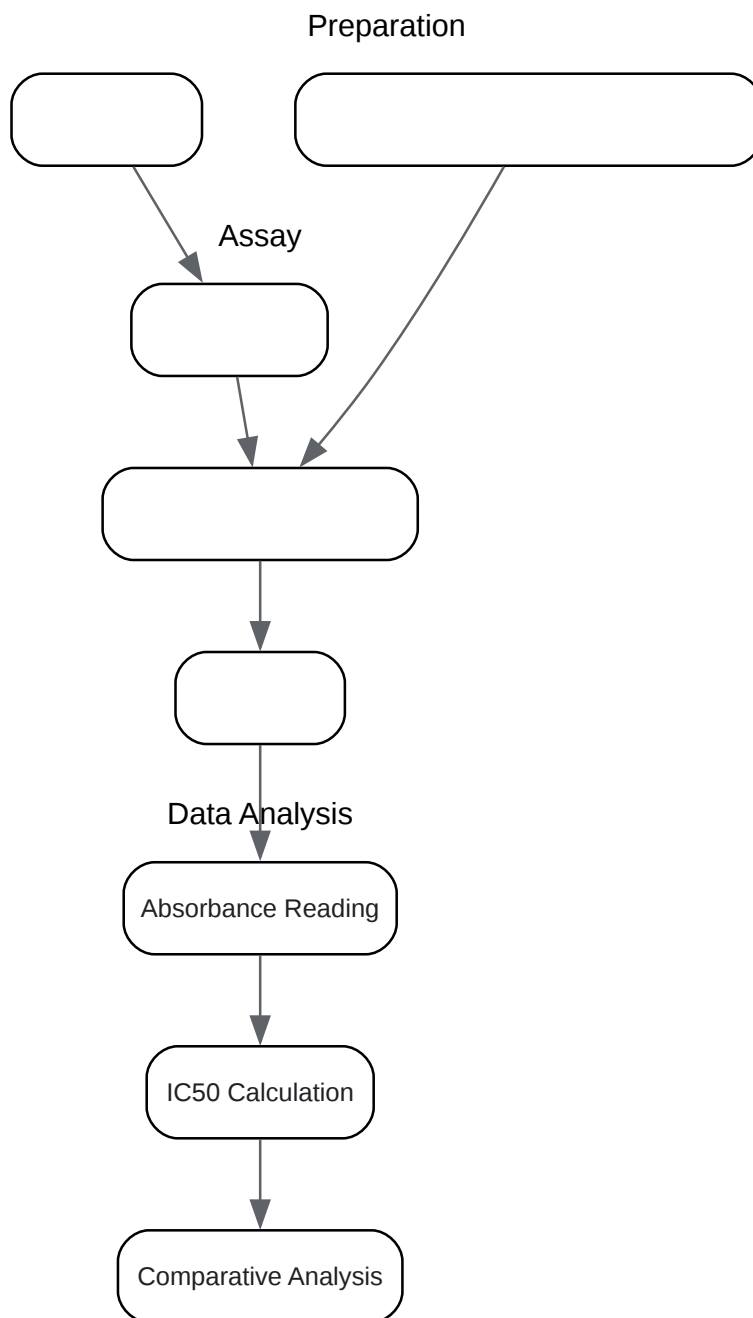 Preparation
Assay
Data Analysis
Absorbance Reading
IC50 Calculation
Comparative Analysis